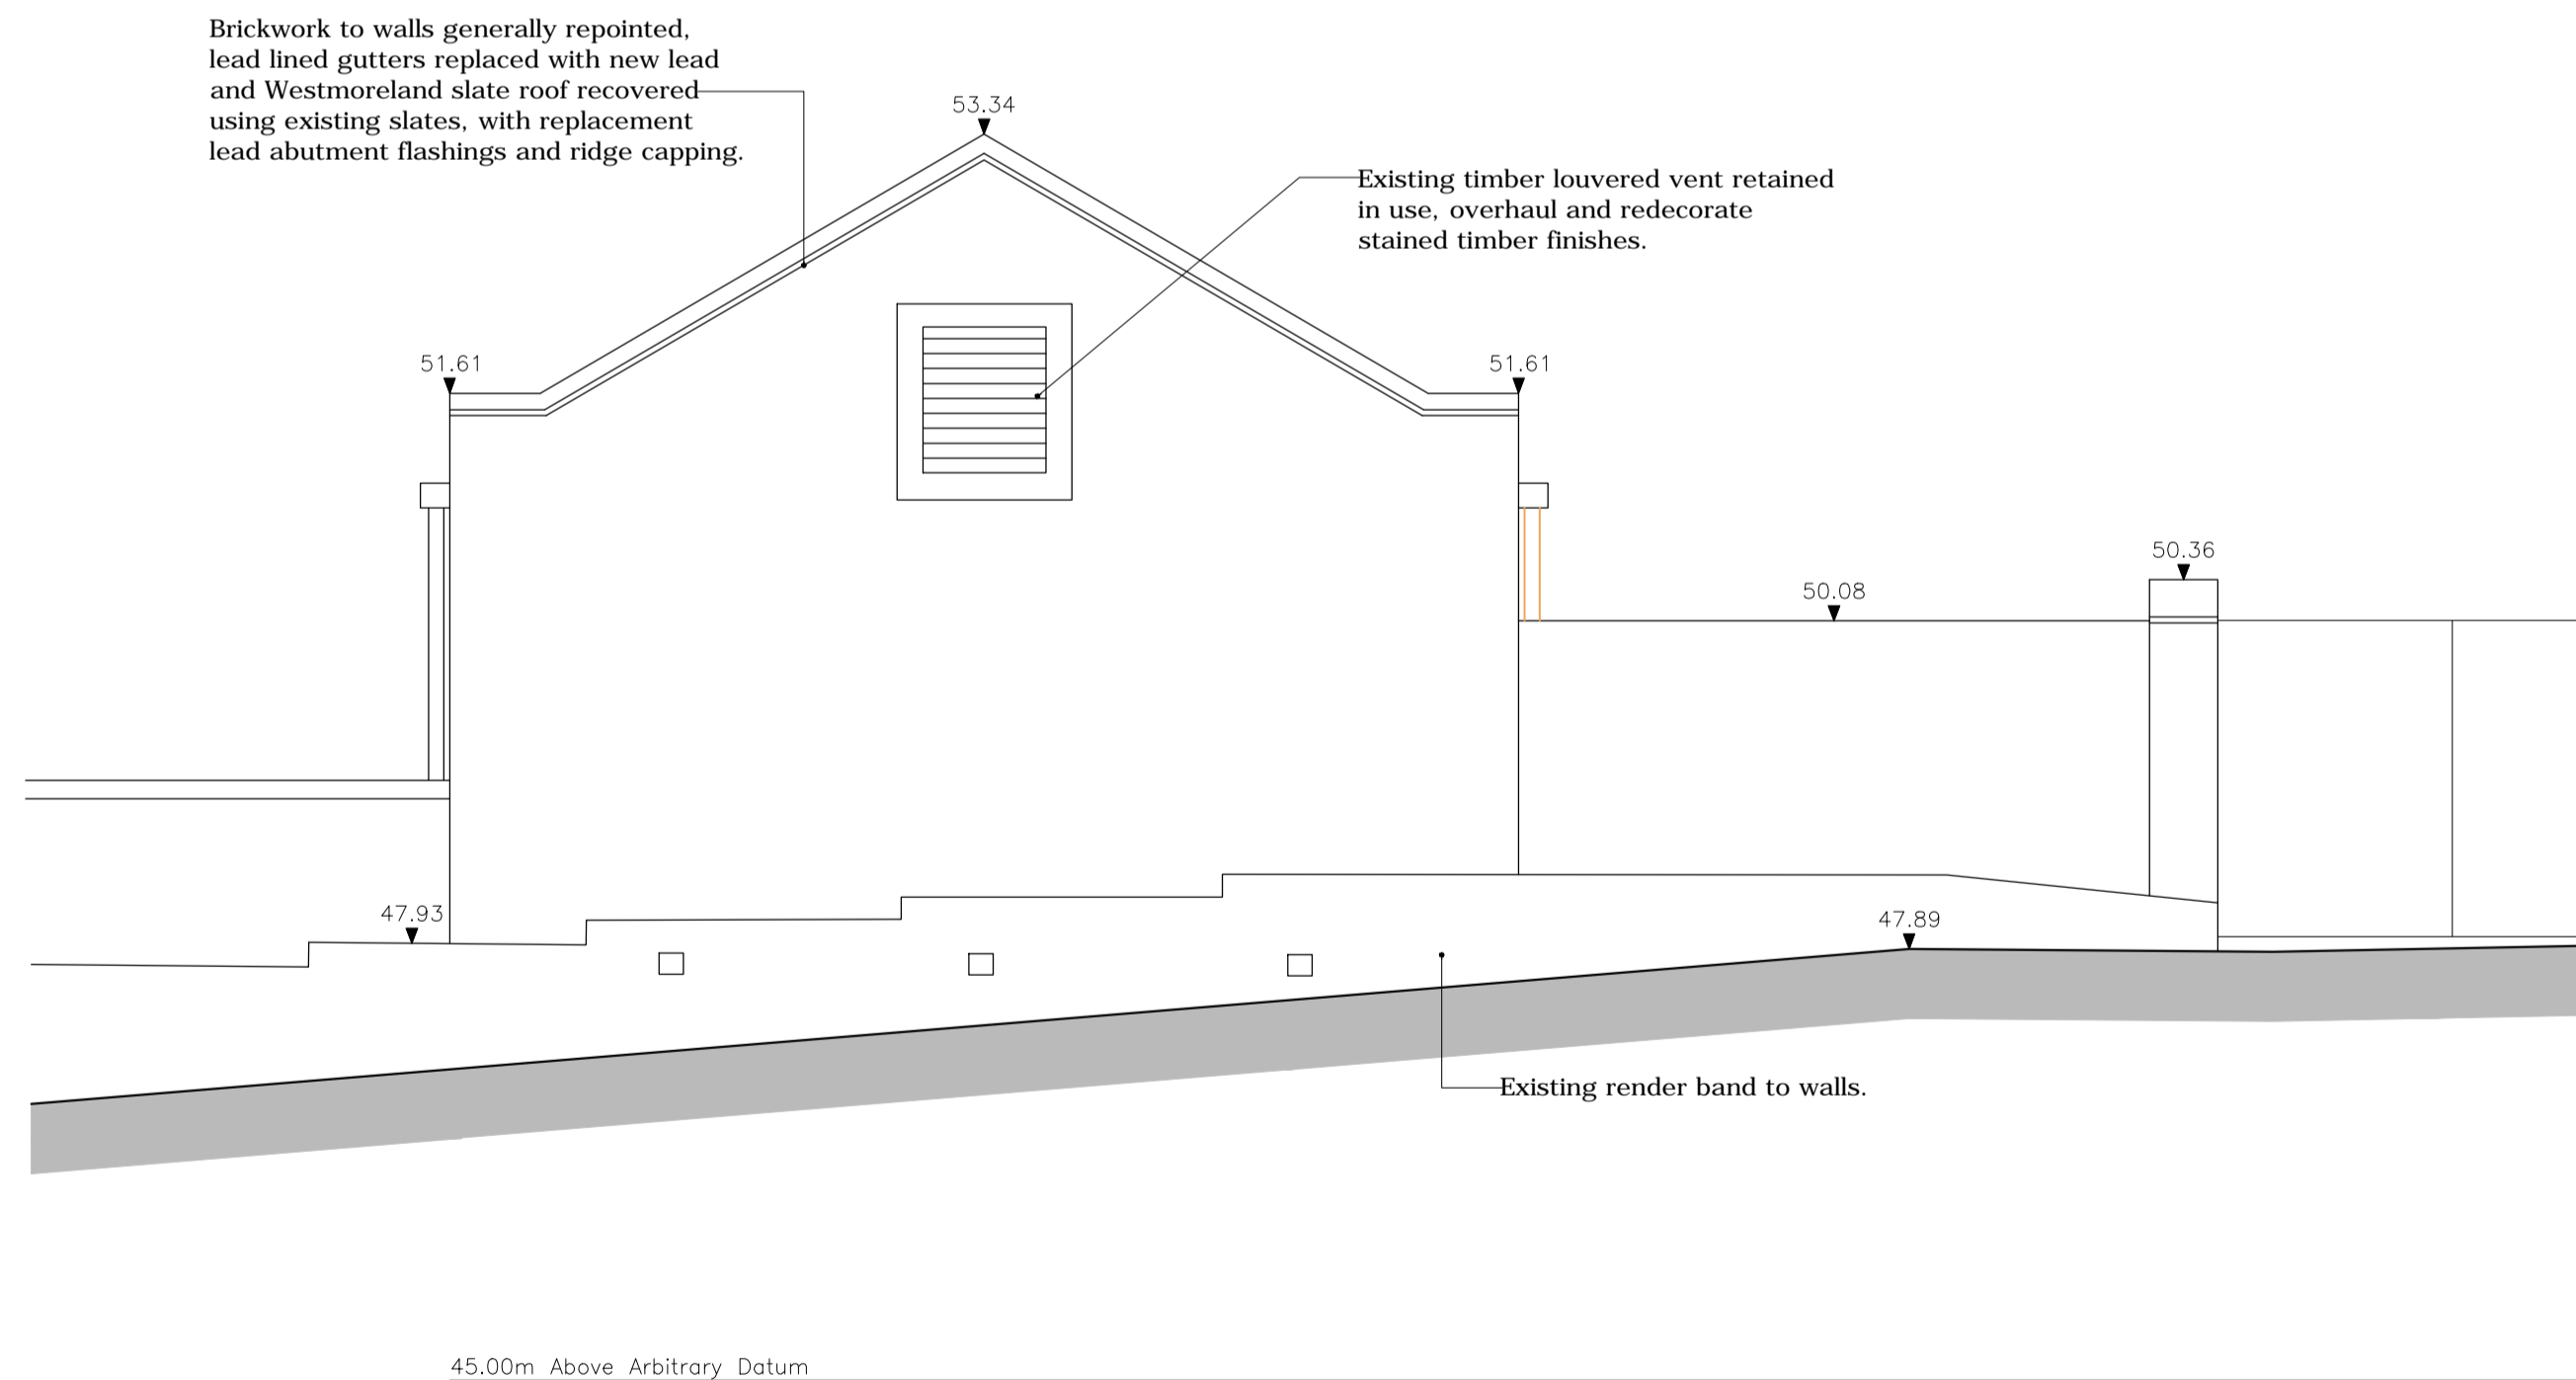 Brickwork to walls generally repointed,
lead lined gutters replaced with new lead
and Westmoreland slate roof recovered
using existing slates, with replacement
lead abutment flashings and ridge capping.
53.34
Existing timber louvered vent retained
in use, overhaul and redecorate
stained timber finishes.
51.61
51.61
50.36
50.08
47.93
47.89
Existing render band to walls.
45.00m Above Arbitrary Datum